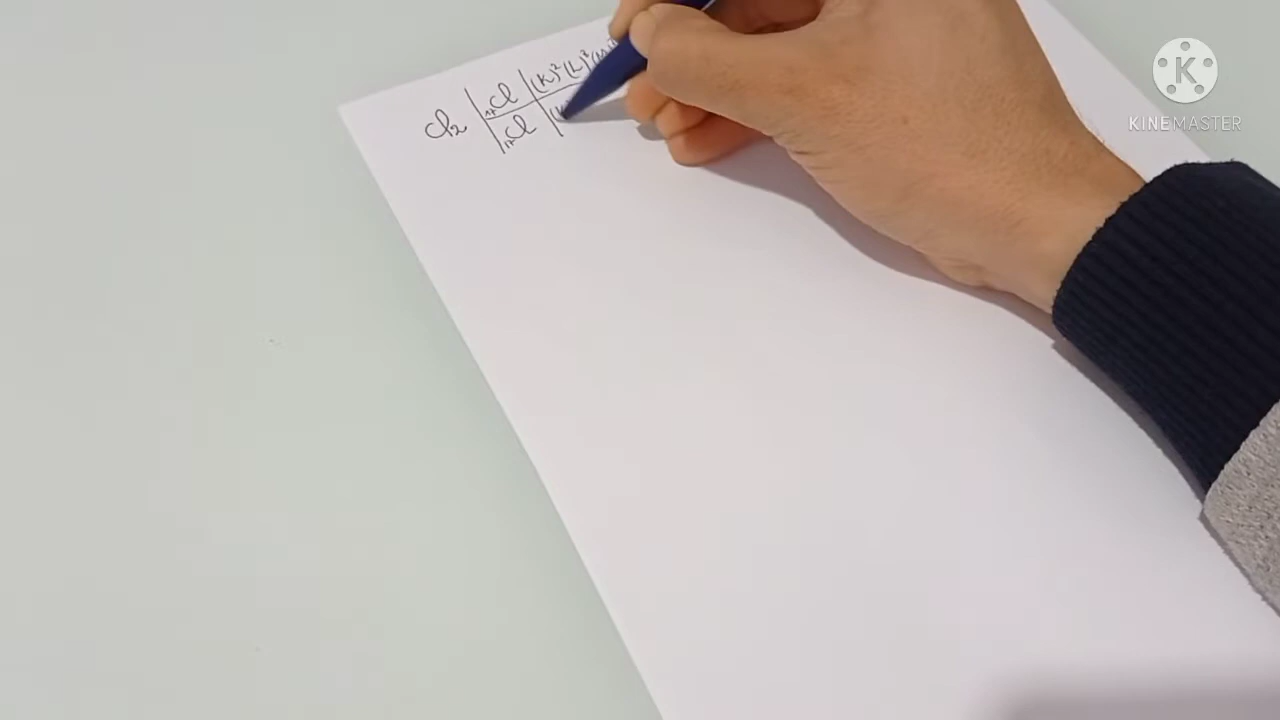 Cl₂ | ₁₇Cl | (K)² (L)⁸ (M)
₁₇Cl | (K)
K
KINEMASTER